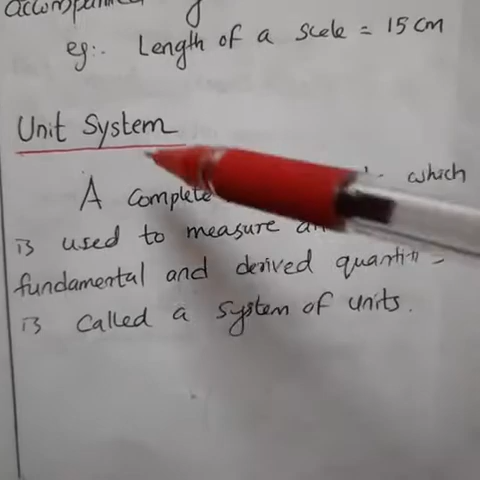 eg:- Length of a scale = 15 cm
Unit System
A complete which
is used to measure
fundamental and derived
is called a system of units.